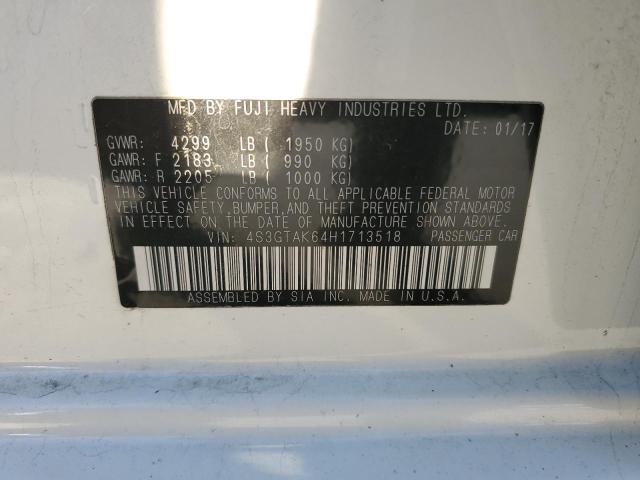 MFD BY FUJI HEAVY INDUSTRIES LTD.
DATE: 01/17
GVWR: 4299 LB ( 1950 KG)
GAWR: F 2183 LB ( 990 KG)
GAWR: R 2205 LB ( 1000 KG)
THIS VEHICLE CONFORMS TO ALL APPLICABLE FEDERAL MOTOR
VEHICLE SAFETY, BUMPER, AND THEFT PREVENTION STANDARDS
IN EFFECT ON THE DATE OF MANUFACTURE SHOWN ABOVE.
VIN: 4S3GTAK64H1713518 PASSENGER CAR
ASSEMBLED BY SIA INC. MADE IN U.S.A.